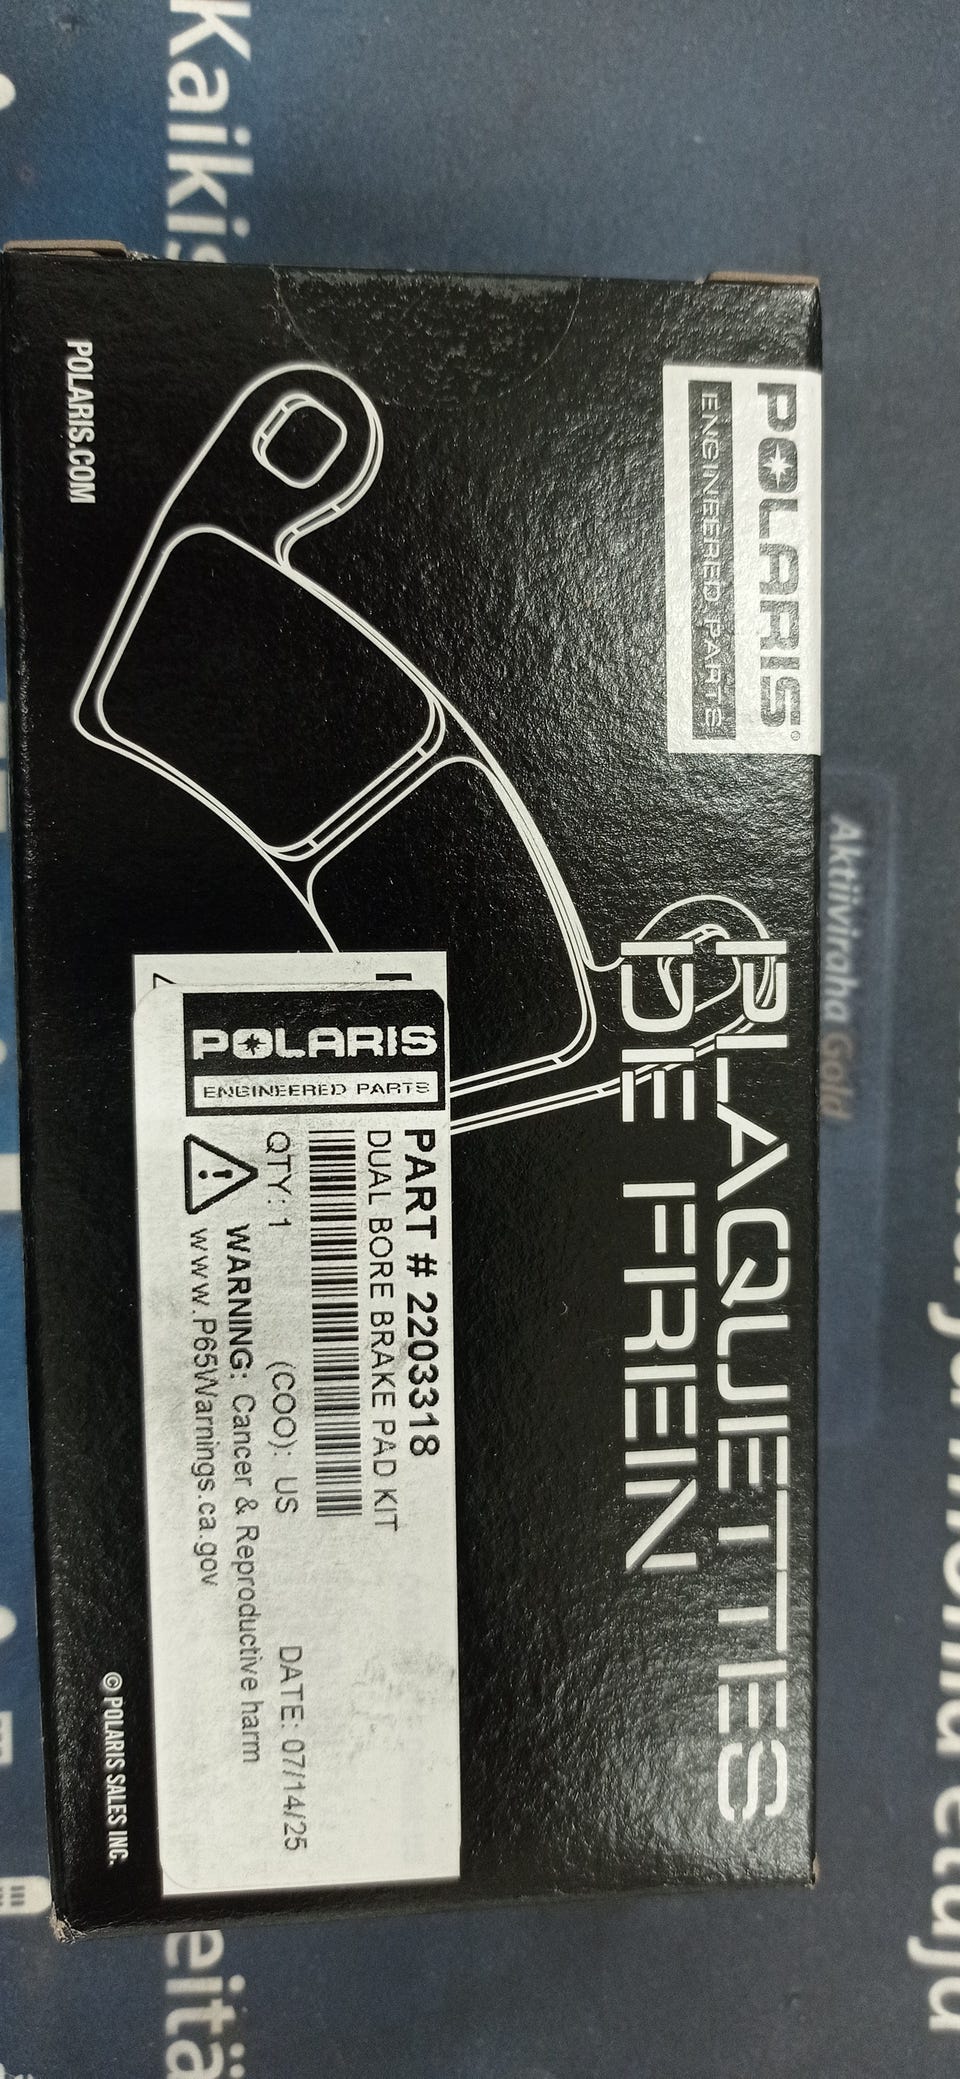 POLARIS®
ENGINEERED PARTS
PLAQUETTES
DE FREIN
POLARIS
ENGINEERED PARTS
PART # 2203318
DUAL BORE BRAKE PAD KIT
QTY: 1 (COO): US DATE: 07/14/25
WARNING: Cancer & Reproductive harm
www.P65Warnings.ca.gov
POLARIS.COM
© POLARIS SALES INC.
Aktiiviraha Gold